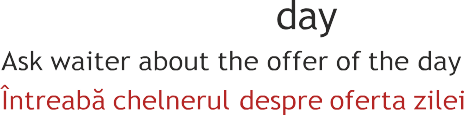 day
Ask waiter about the offer of the day
Întreabă chelnerul despre oferta zilei